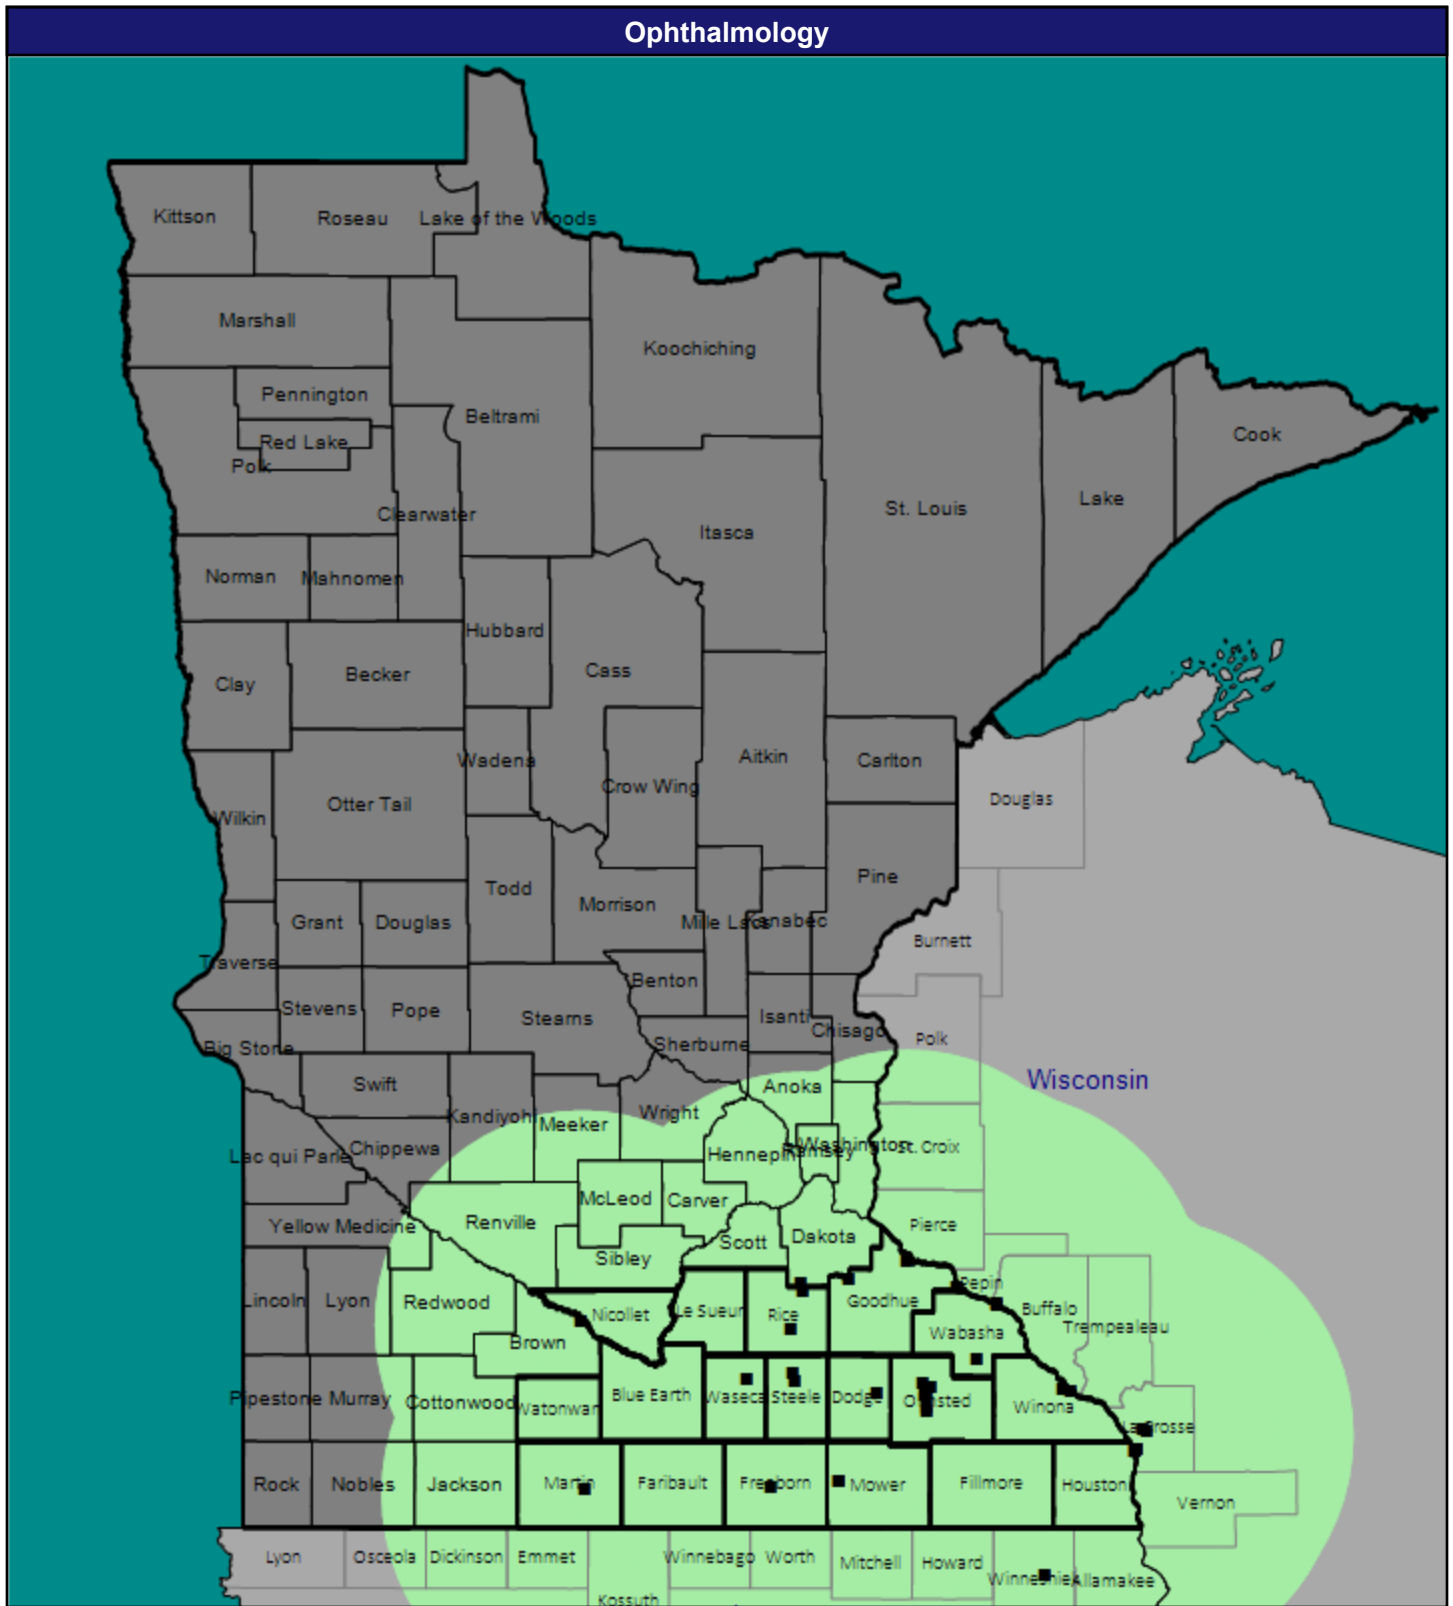 Ophthalmology
Kittson
Roseau
Lake of the Woods
Marshall
Koochiching
Pennington
Beltrami
Red Lake
Polk
Cook
Clearwater
St. Louis
Lake
Itasca
Norman
Mahnomen
Hubbard
Cass
Clay
Becker
Wadena
Aitkin
Carlton
Crow Wing
Otter Tail
Douglas
Wilkin
Pine
Todd
Morrison
Grant
Douglas
Mille Lacs
Kanabec
Burnett
Traverse
Benton
Stevens
Pope
Stearns
Isanti
Chisago
Polk
Big Stone
Sherburne
Wisconsin
Swift
Anoka
Kandiyohi
Meeker
Wright
Lac qui Parle
Chippewa
Hennepin
Ramsey
Washington
St. Croix
McLeod
Carver
Yellow Medicine
Renville
Scott
Dakota
Pierce
Sibley
Lincoln
Lyon
Redwood
Nicollet
Le Sueur
Rice
Goodhue
Pepin
Buffalo
Trempealeau
Brown
Wabasha
Pipestone
Murray
Cottonwood
Watonwan
Blue Earth
Waseca
Steele
Dodge
Olmsted
Winona
La Crosse
Rock
Nobles
Jackson
Martin
Faribault
Freeborn
Mower
Fillmore
Houston
Vernon
Lyon
Osceola
Dickinson
Emmet
Winnebago
Worth
Mitchell
Howard
Winneshiek
Allamakee
Kossuth